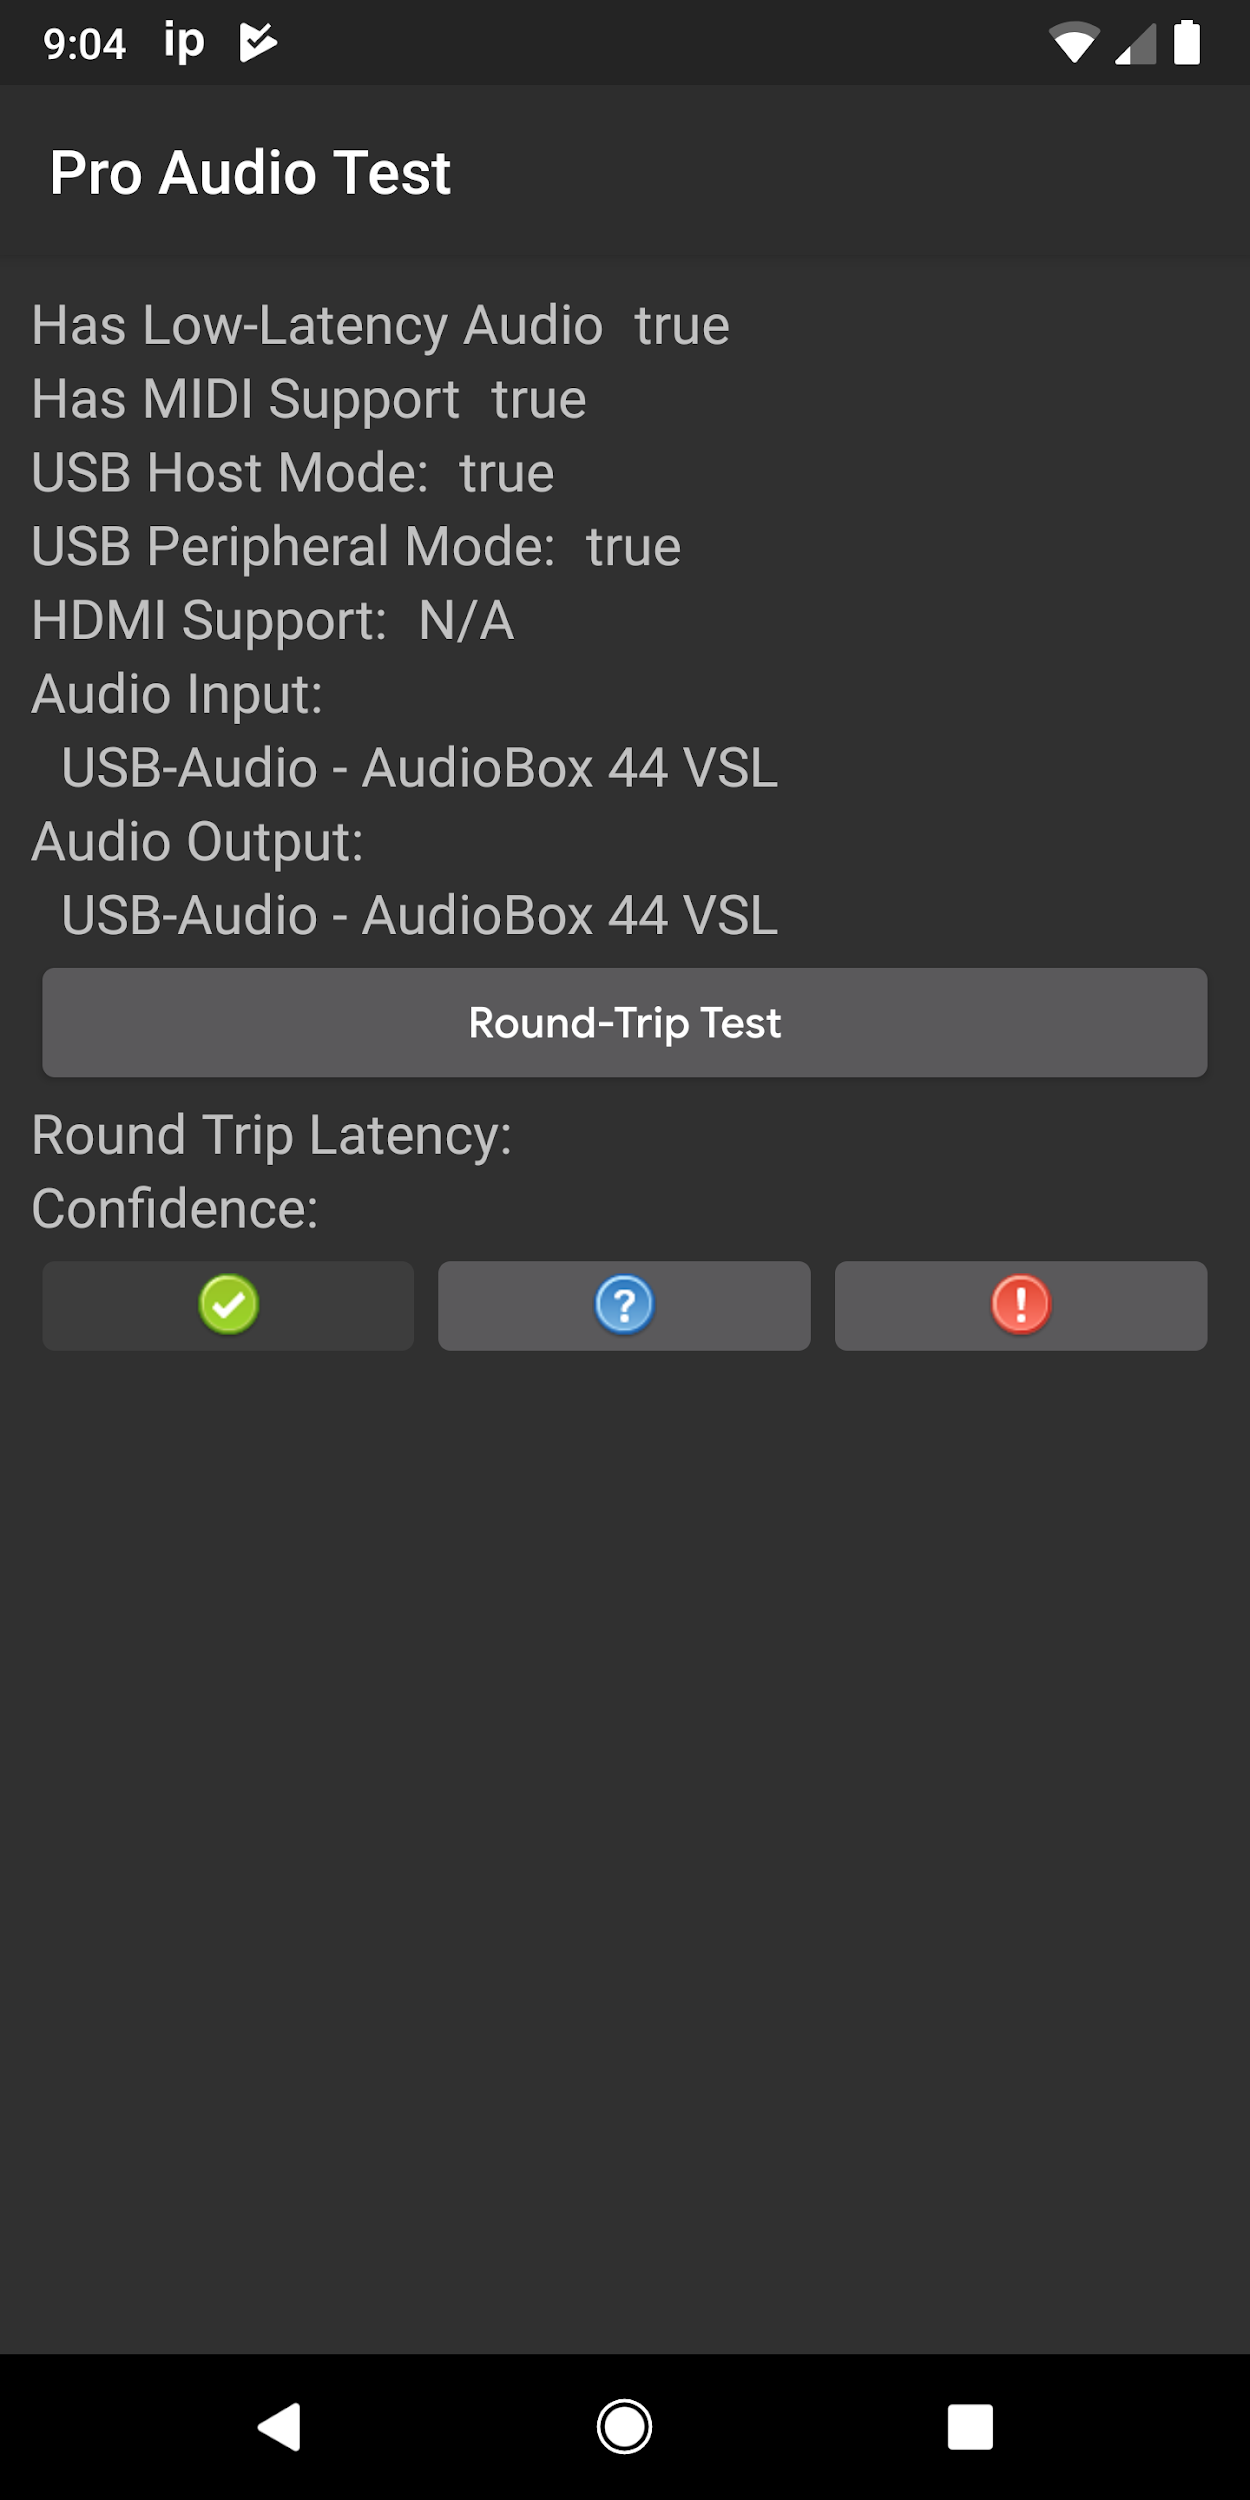 9:04 ip
Pro Audio Test
Has Low-Latency Audio true
Has MIDI Support true
USB Host Mode: true
USB Peripheral Mode: true
HDMI Support: N/A
Audio Input:
USB-Audio - AudioBox 44 VSL
Audio Output:
USB-Audio - AudioBox 44 VSL
Round-Trip Test
Round Trip Latency:
Confidence: